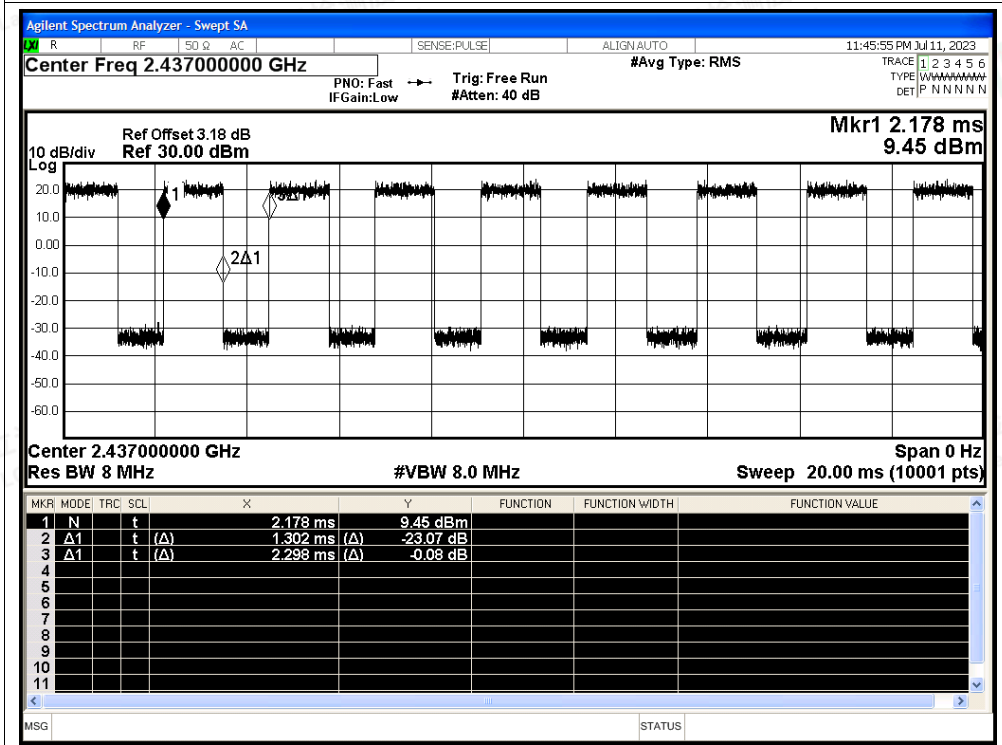 Agilent Spectrum Analyzer - Swept SA
LXI R RF 50 Ω AC SENSE:PULSE ALIGN AUTO 11:45:55 PM Jul 11, 2023
Center Freq 2.437000000 GHz #Avg Type: RMS TRACE 1 2 3 4 5 6
PNO: Fast Trig: Free Run TYPE WWWWWW
IFGain:Low #Atten: 40 dB DET P N N N N N
Mkr1 2.178 ms
Ref Offset 3.18 dB
10 dB/div Ref 30.00 dBm 9.45 dBm
Log
20.0
1
3Δ1
10.0
0.00
2Δ1
-10.0
-20.0
-30.0
-40.0
-50.0
-60.0
Center 2.437000000 GHz Span 0 Hz
Res BW 8 MHz #VBW 8.0 MHz Sweep 20.00 ms (10001 pts)
MKR MODE TRC SCL X Y FUNCTION FUNCTION WIDTH FUNCTION VALUE
1 N t 2.178 ms 9.45 dBm
2 Δ1 t (Δ) 1.302 ms (Δ) -23.07 dB
3 Δ1 t (Δ) 2.298 ms (Δ) -0.08 dB
4
5
6
7
8
9
10
11
MSG STATUS